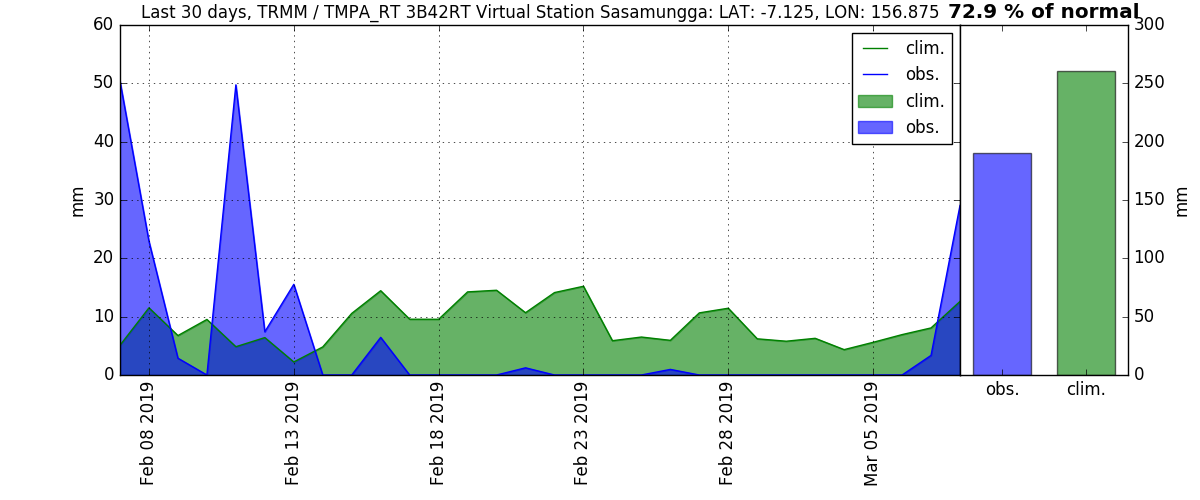 Last 30 days, TRMM / TMPA_RT 3B42RT Virtual Station Sasamungga: LAT: -7.125, LON: 156.875
72.9 % of normal
60
50
40
30
20
10
0
mm
clim.
obs.
clim.
obs.
Feb 08 2019
Feb 13 2019
Feb 18 2019
Feb 23 2019
Feb 28 2019
Mar 05 2019
300
250
200
150
100
50
0
mm
obs.
clim.